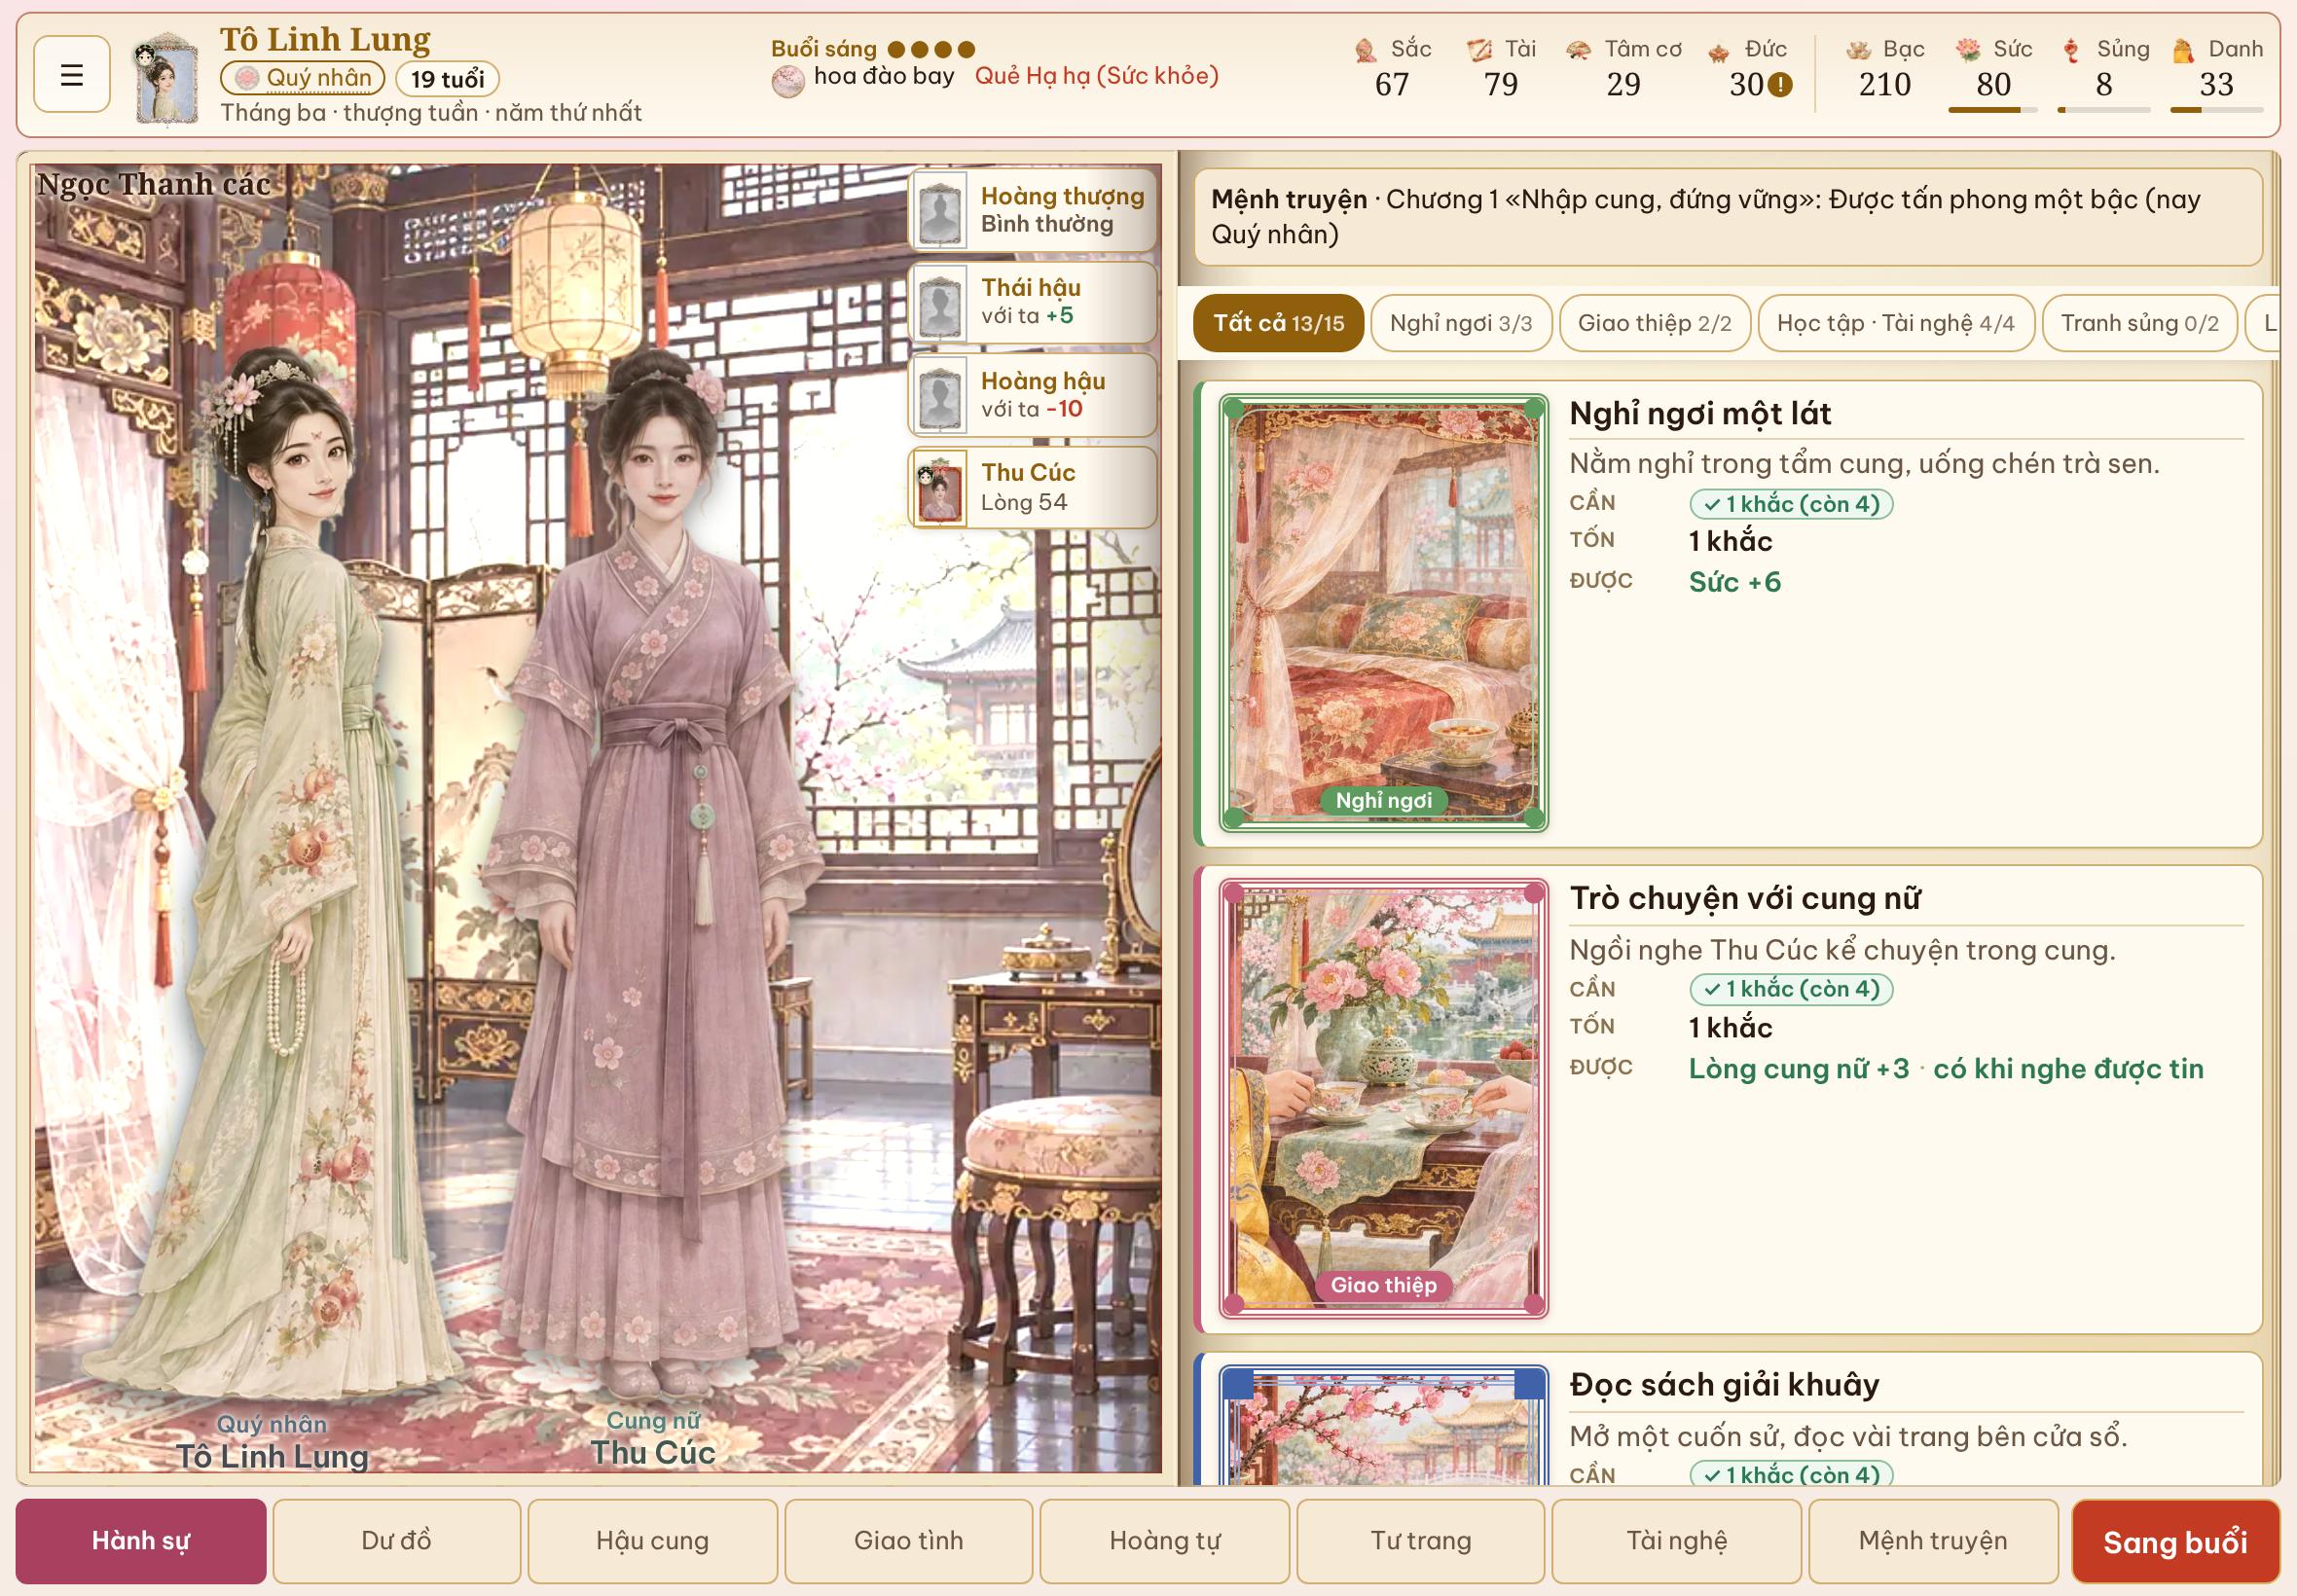 ☰
Tô Linh Lung
Quý nhân 19 tuổi
Tháng ba · thượng tuần · năm thứ nhất
Buổi sáng
hoa đào bay Quẻ Hạ hạ (Sức khỏe)
Sắc Tài Tâm cơ Đức Bạc Sức Sủng Danh
67 79 29 30 ! 210 80 8 33
Ngọc Thanh các
Hoàng thượng
Bình thường
Thái hậu
với ta +5
Hoàng hậu
với ta -10
Thu Cúc
Lòng 54
Quý nhân
Tô Linh Lung
Cung nữ
Thu Cúc
Mệnh truyện · Chương 1 «Nhập cung, đứng vững»: Được tấn phong một bậc (nay
Quý nhân)
Tất cả 13/15 Nghỉ ngơi 3/3 Giao thiệp 2/2 Học tập · Tài nghệ 4/4 Tranh sủng 0/2 L
Nghỉ ngơi
Nghỉ ngơi một lát
Nằm nghỉ trong tẩm cung, uống chén trà sen.
CẦN ✓ 1 khắc (còn 4)
TỐN 1 khắc
ĐƯỢC Sức +6
Giao thiệp
Trò chuyện với cung nữ
Ngồi nghe Thu Cúc kể chuyện trong cung.
CẦN ✓ 1 khắc (còn 4)
TỐN 1 khắc
ĐƯỢC Lòng cung nữ +3 · có khi nghe được tin
Đọc sách giải khuây
Mở một cuốn sử, đọc vài trang bên cửa sổ.
CẦN ✓ 1 khắc (còn 4)
Hành sự Dư đồ Hậu cung Giao tình Hoàng tự Tư trang Tài nghệ Mệnh truyện Sang buổi